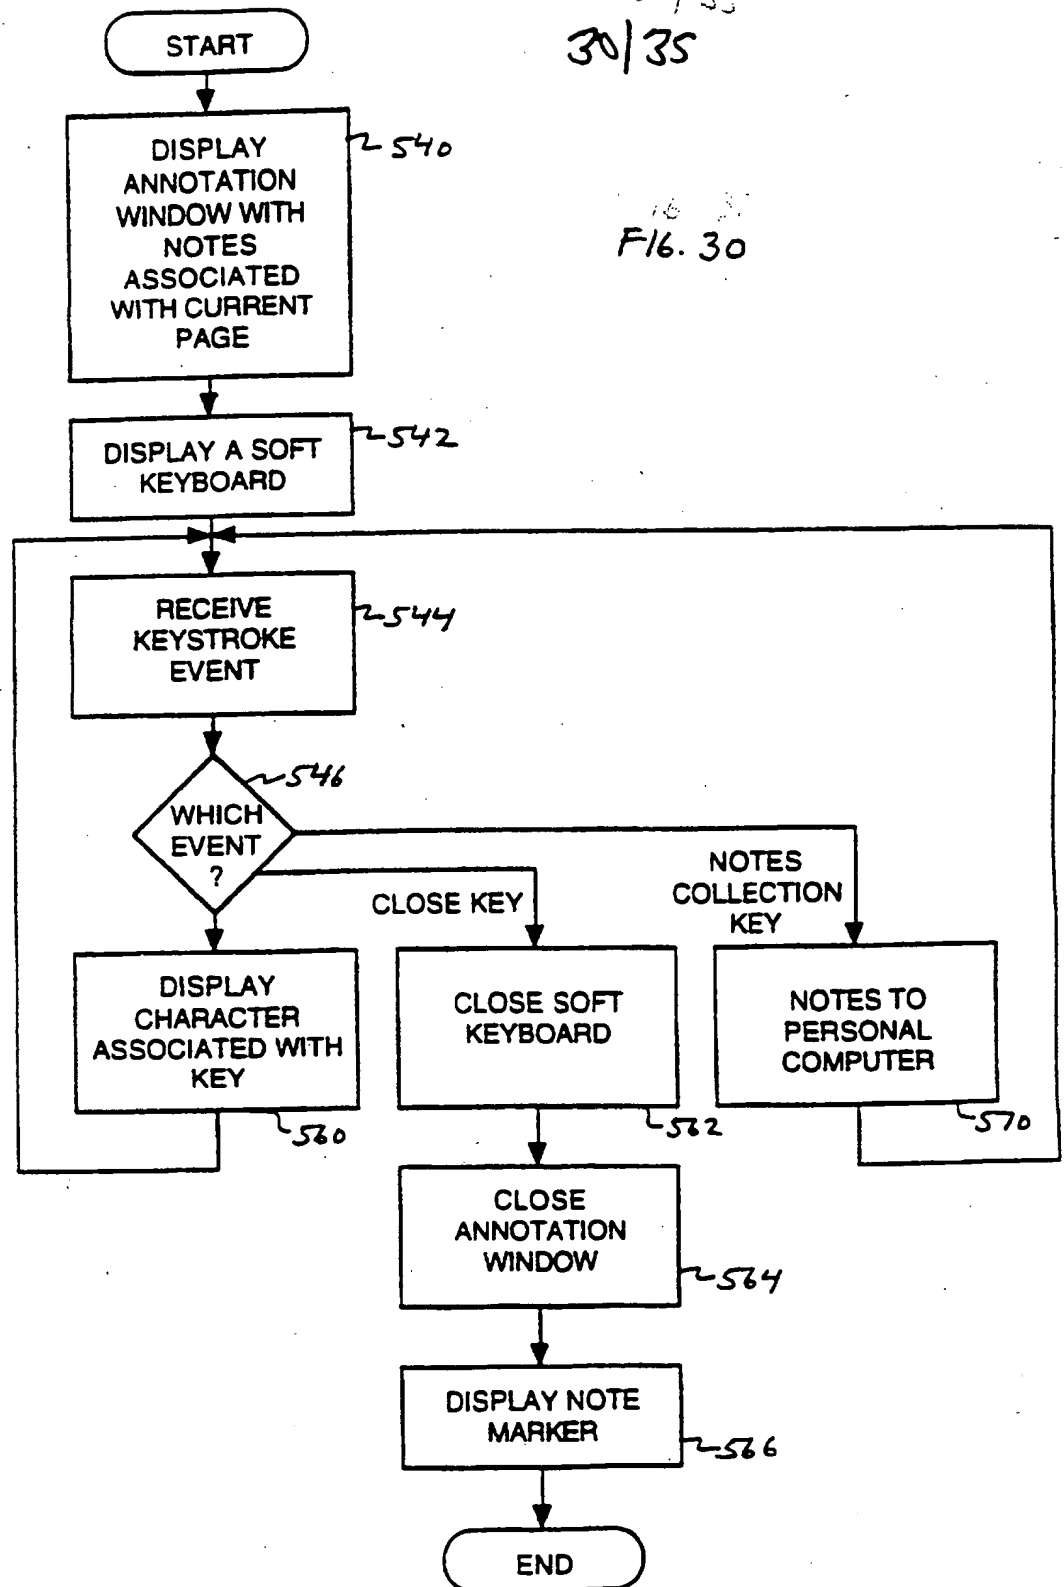 START
30/35
DISPLAY
ANNOTATION
WINDOW WITH
NOTES
ASSOCIATED
WITH CURRENT
PAGE
540
FIG. 30
DISPLAY A SOFT
KEYBOARD
542
RECEIVE
KEYSTROKE
EVENT
544
WHICH
EVENT
?
546
CLOSE KEY
NOTES
COLLECTION
KEY
DISPLAY
CHARACTER
ASSOCIATED WITH
KEY
560
CLOSE SOFT
KEYBOARD
562
NOTES TO
PERSONAL
COMPUTER
570
CLOSE
ANNOTATION
WINDOW
564
DISPLAY NOTE
MARKER
566
END